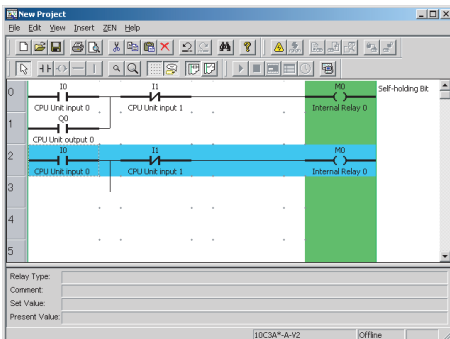 New Project
File Edit View Insert ZEN Help
0 I0 I1 M0 Self-holding Bit
CPU Unit input 0 CPU Unit input 1 Internal Relay 0
1 Q0
CPU Unit output 0
2 I0 I1 M0
CPU Unit input 0 CPU Unit input 1 Internal Relay 0
3
4
5
Relay Type:
Comment:
Set Value:
Present Value:
10C3A*-A-V2 Offline